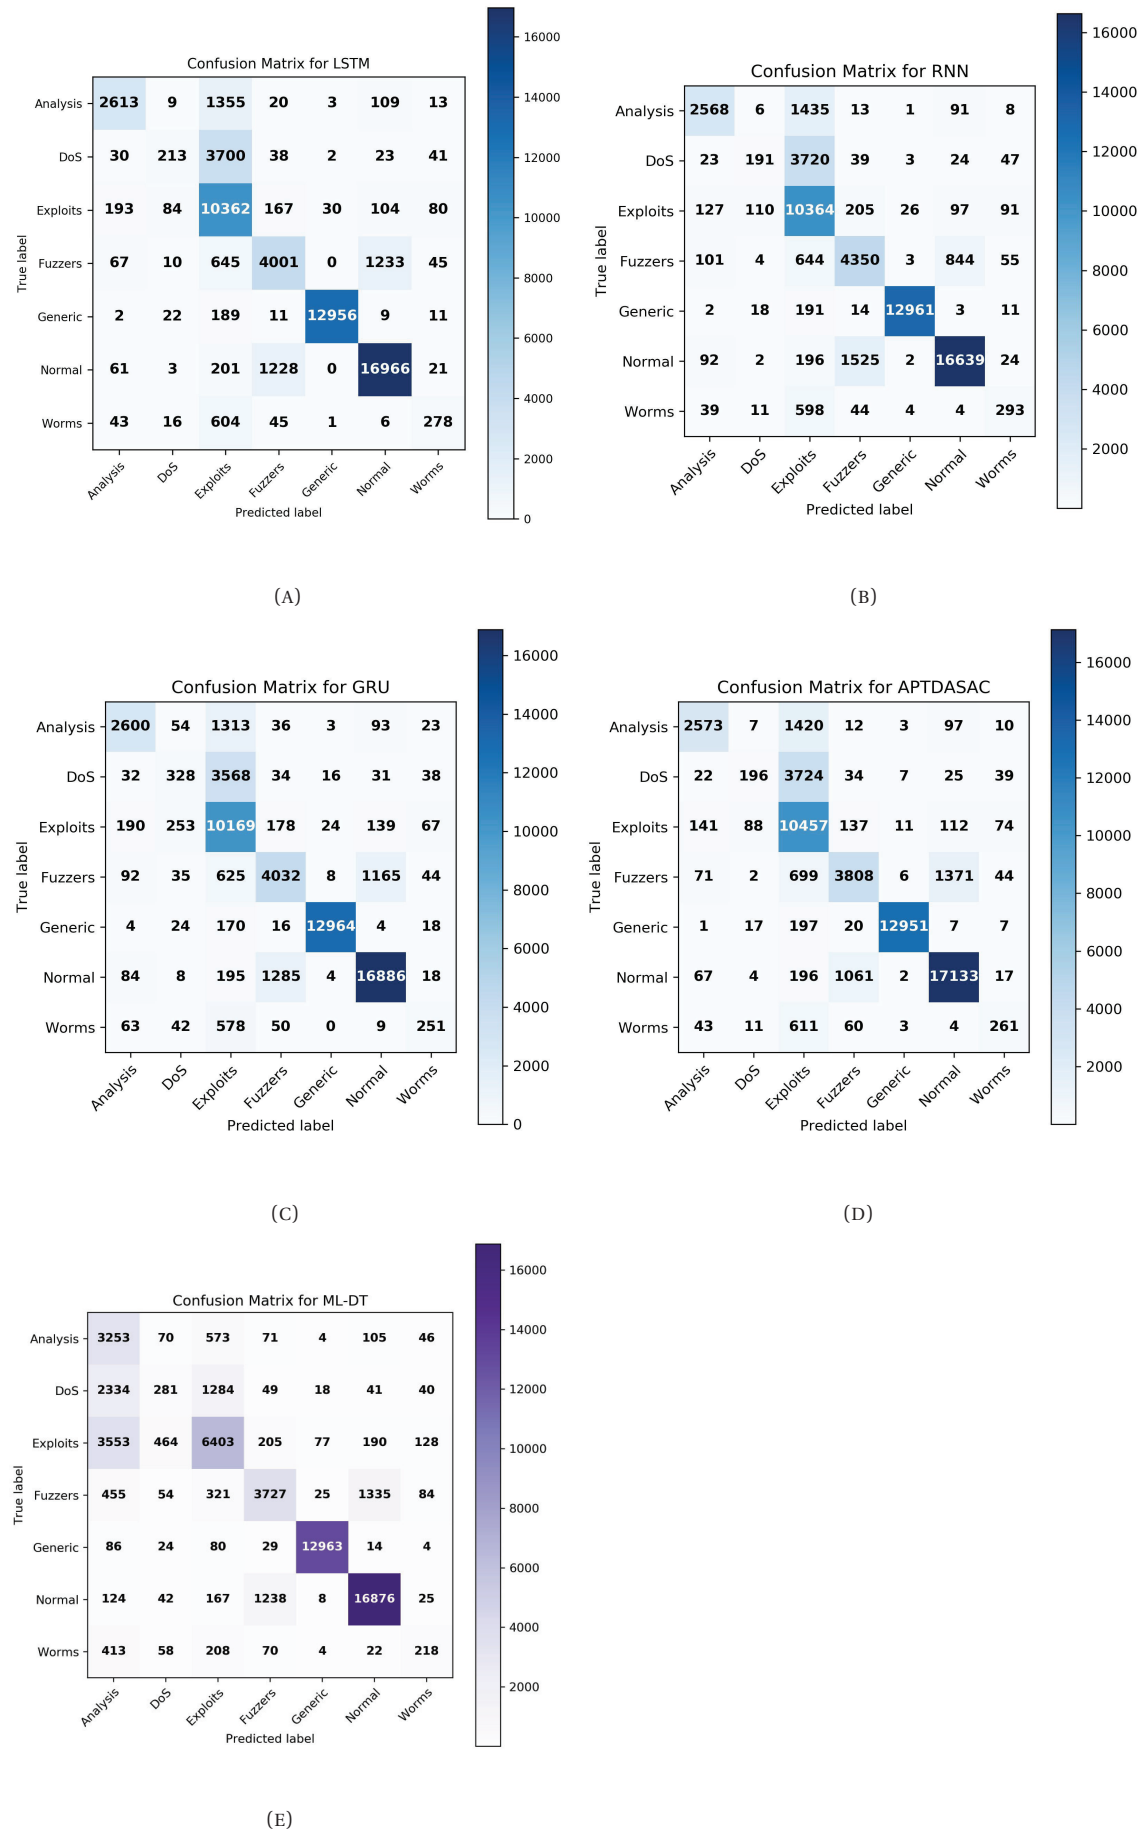 Confusion Matrix for LSTM
True label
Analysis 2613 9 1355 20 3 109 13
DoS 30 213 3700 38 2 23 41
Exploits 193 84 10362 167 30 104 80
Fuzzers 67 10 645 4001 0 1233 45
Generic 2 22 189 11 12956 9 11
Normal 61 3 201 1228 0 16966 21
Worms 43 16 604 45 1 6 278
Analysis DoS Exploits Fuzzers Generic Normal Worms
Predicted label
16000
14000
12000
10000
8000
6000
4000
2000
0
(A)
Confusion Matrix for RNN
True label
Analysis 2568 6 1435 13 1 91 8
DoS 23 191 3720 39 3 24 47
Exploits 127 110 10364 205 26 97 91
Fuzzers 101 4 644 4350 3 844 55
Generic 2 18 191 14 12961 3 11
Normal 92 2 196 1525 2 16639 24
Worms 39 11 598 44 4 4 293
Analysis DoS Exploits Fuzzers Generic Normal Worms
Predicted label
16000
14000
12000
10000
8000
6000
4000
2000
(B)
Confusion Matrix for GRU
True label
Analysis 2600 54 1313 36 3 93 23
DoS 32 328 3568 34 16 31 38
Exploits 190 253 10169 178 24 139 67
Fuzzers 92 35 625 4032 8 1165 44
Generic 4 24 170 16 12964 4 18
Normal 84 8 195 1285 4 16886 18
Worms 63 42 578 50 0 9 251
Analysis DoS Exploits Fuzzers Generic Normal Worms
Predicted label
16000
14000
12000
10000
8000
6000
4000
2000
0
(C)
Confusion Matrix for APTDASAC
True label
Analysis 2573 7 1420 12 3 97 10
DoS 22 196 3724 34 7 25 39
Exploits 141 88 10457 137 11 112 74
Fuzzers 71 2 699 3808 6 1371 44
Generic 1 17 197 20 12951 7 7
Normal 67 4 196 1061 2 17133 17
Worms 43 11 611 60 3 4 261
Analysis DoS Exploits Fuzzers Generic Normal Worms
Predicted label
16000
14000
12000
10000
8000
6000
4000
2000
(D)
Confusion Matrix for ML-DT
True label
Analysis 3253 70 573 71 4 105 46
DoS 2334 281 1284 49 18 41 40
Exploits 3553 464 6403 205 77 190 128
Fuzzers 455 54 321 3727 25 1335 84
Generic 86 24 80 29 12963 14 4
Normal 124 42 167 1238 8 16876 25
Worms 413 58 208 70 4 22 218
Analysis DoS Exploits Fuzzers Generic Normal Worms
Predicted label
16000
14000
12000
10000
8000
6000
4000
2000
(E)